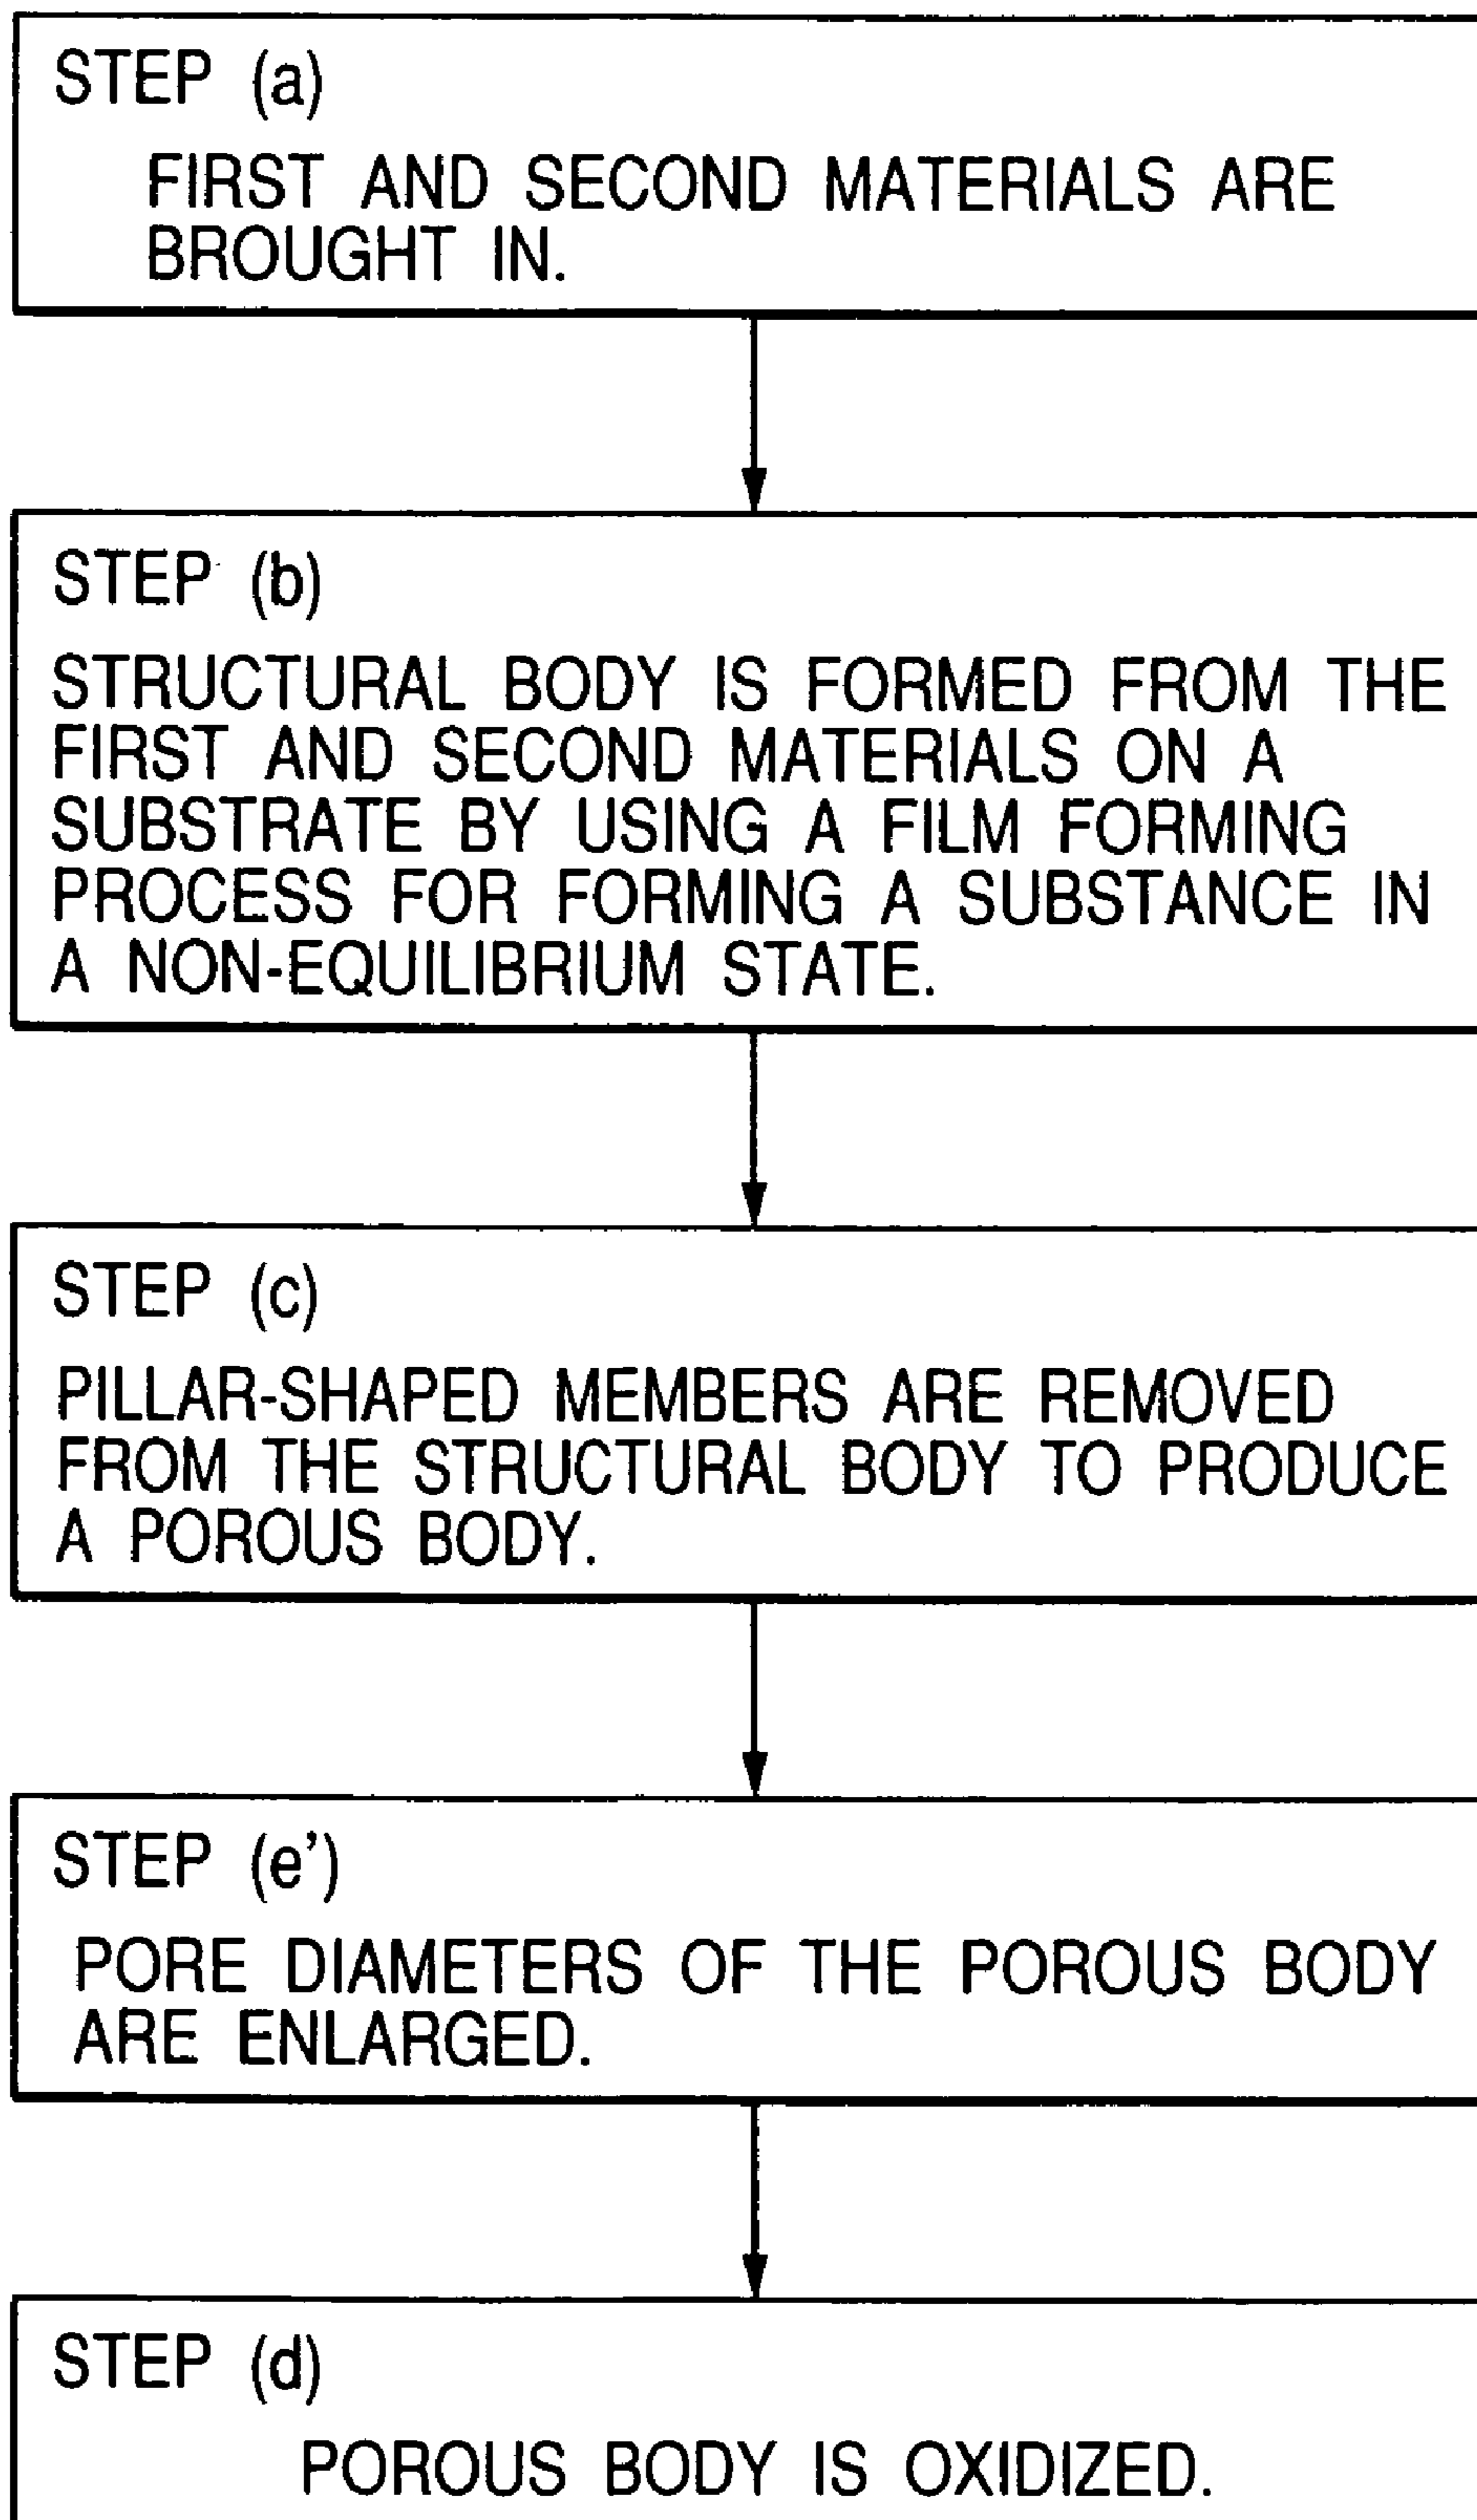 STEP (a)
FIRST AND SECOND MATERIALS ARE
BROUGHT IN.
STEP (b)
STRUCTURAL BODY IS FORMED FROM THE
FIRST AND SECOND MATERIALS ON A
SUBSTRATE BY USING A FILM FORMING
PROCESS FOR FORMING A SUBSTANCE IN
A NON-EQUILIBRIUM STATE.
STEP (c)
PILLAR-SHAPED MEMBERS ARE REMOVED
FROM THE STRUCTURAL BODY TO PRODUCE
A POROUS BODY.
STEP (e')
PORE DIAMETERS OF THE POROUS BODY
ARE ENLARGED.
STEP (d)
POROUS BODY IS OXIDIZED.